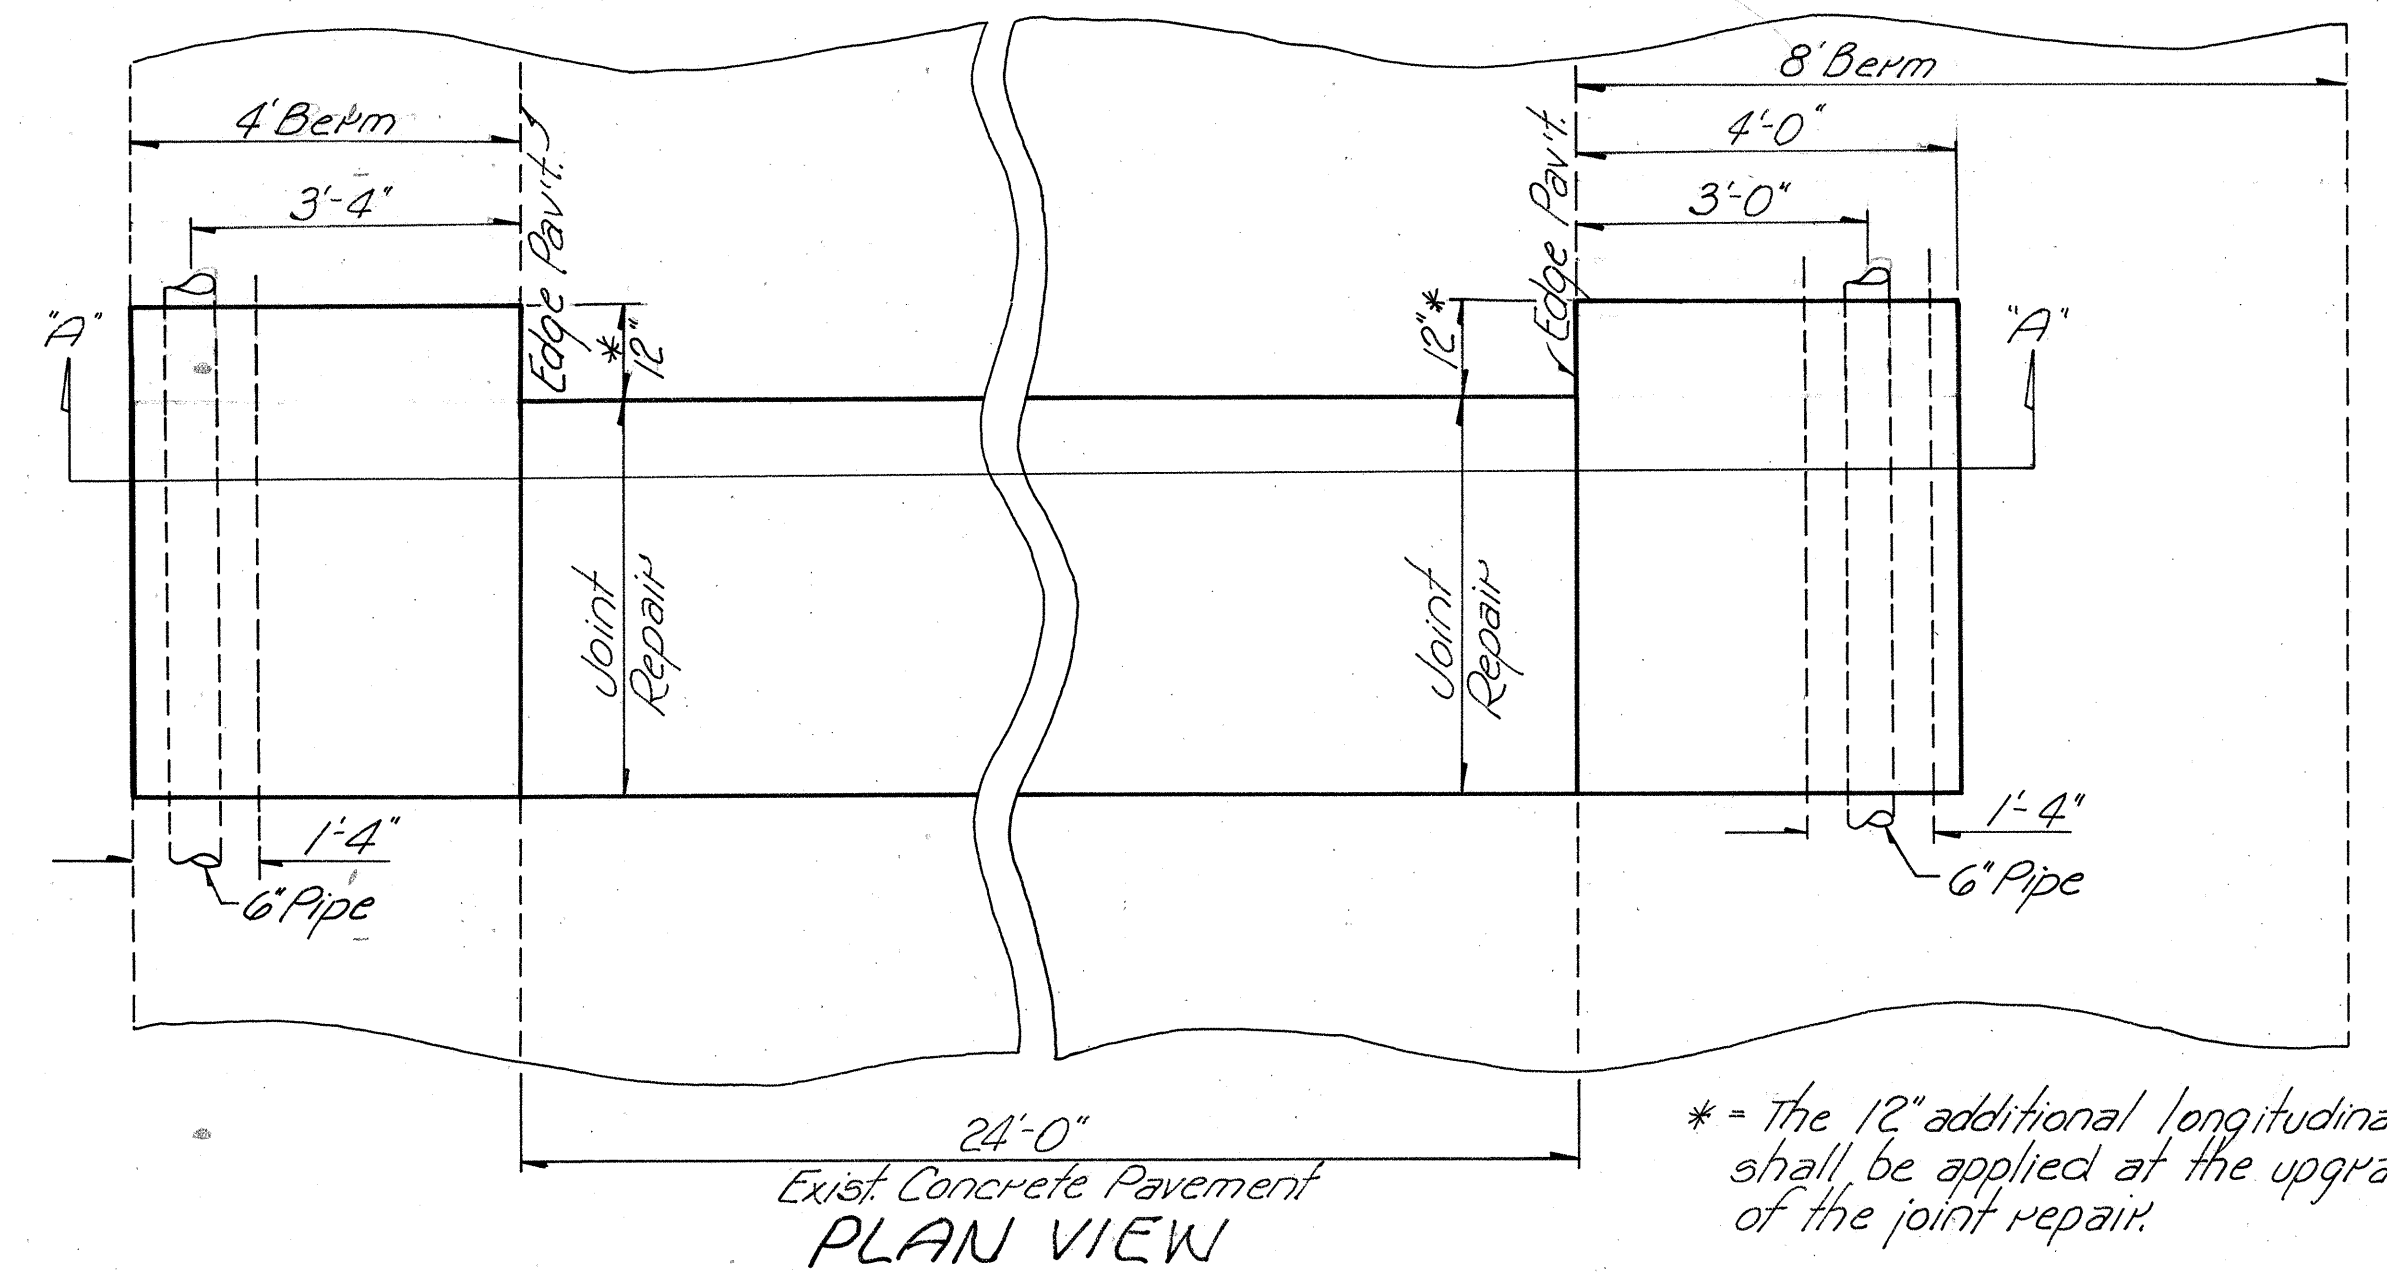 8' Berm
4' Berm
4'-0"
3'-4"
3'-0"
Edge Pav't.
Edge Pav't.
"A"
*
12"
12"*
"A"
Joint
Repair
Joint
Repair
1'-4"
6" Pipe
1'-4"
6" Pipe
24'-0"
Exist. Concrete Pavement
PLAN VIEW
* = The 12" additional longitudina
shall be applied at the upgra
of the joint repair.